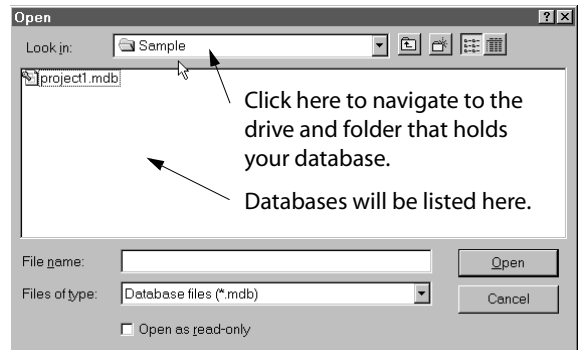 Open
Look in: Sample
project1.mdb
Click here to navigate to the
drive and folder that holds
your database.
Databases will be listed here.
File name: Open
Files of type: Database files (*.mdb) Cancel
Open as read-only